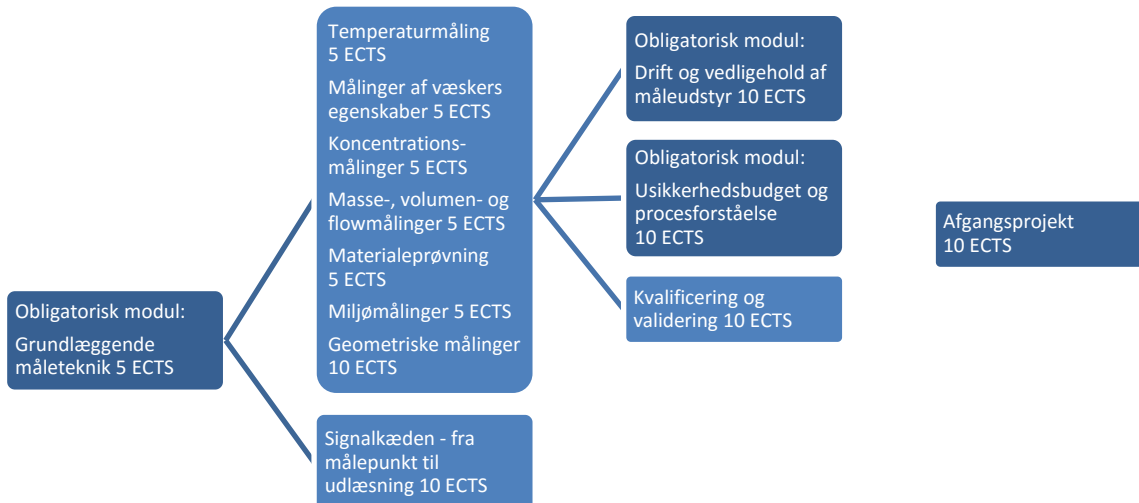 Obligatorisk modul:
Grundlæggende
måleteknik 5 ECTS
Temperaturmåling
5 ECTS
Målinger af væskers
egenskaber 5 ECTS
Koncentrations-
målinger 5 ECTS
Masse-, volumen- og
flowmålinger 5 ECTS
Materialeprøvning
5 ECTS
Miljømålinger 5 ECTS
Geometriske målinger
10 ECTS
Signalkæden - fra
målepunkt til
udlæsning 10 ECTS
Obligatorisk modul:
Drift og vedligehold af
måleudstyr 10 ECTS
Obligatorisk modul:
Usikkerhedsbudget og
procesforståelse
10 ECTS
Kvalificering og
validering 10 ECTS
Afgangsprojekt
10 ECTS